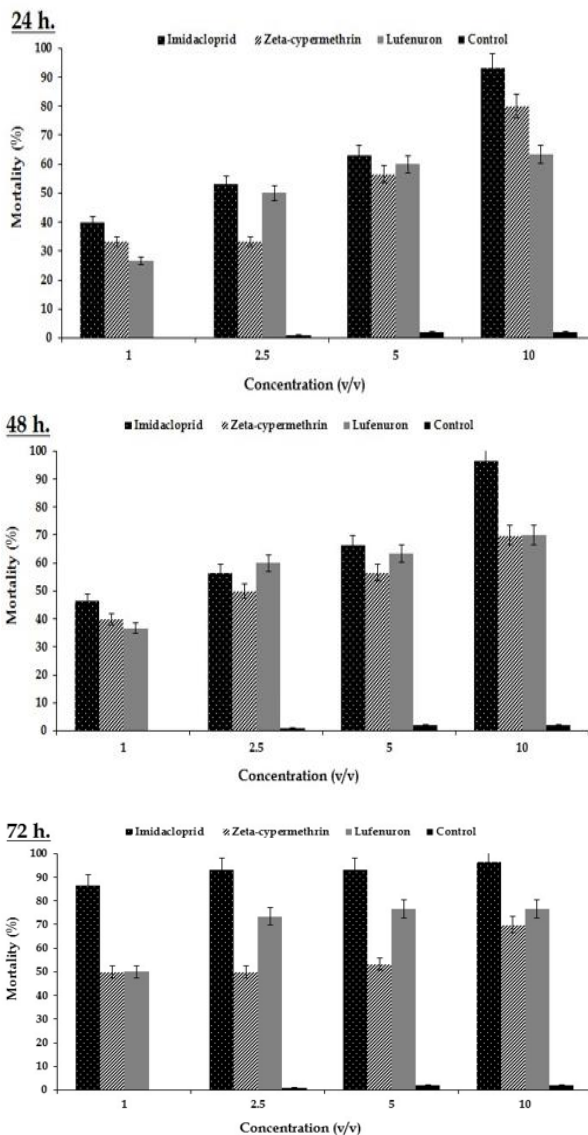 24 h.
Imidacloprid Zeta-cypermethrin Lufenuron Control
100
90
80
70
60
50
40
30
20
10
0
Mortality (%)
1 2.5 5 10
Concentration (v/v)
48 h.
Imidacloprid Zeta-cypermethrin Lufenuron Control
100
90
80
70
60
50
40
30
20
10
0
Mortality (%)
1 2.5 5 10
Concentration (v/v)
72 h.
Imidacloprid Zeta-cypermethrin Lufenuron Control
100
90
80
70
60
50
40
30
20
10
0
Mortality (%)
1 2.5 5 10
Concentration (v/v)